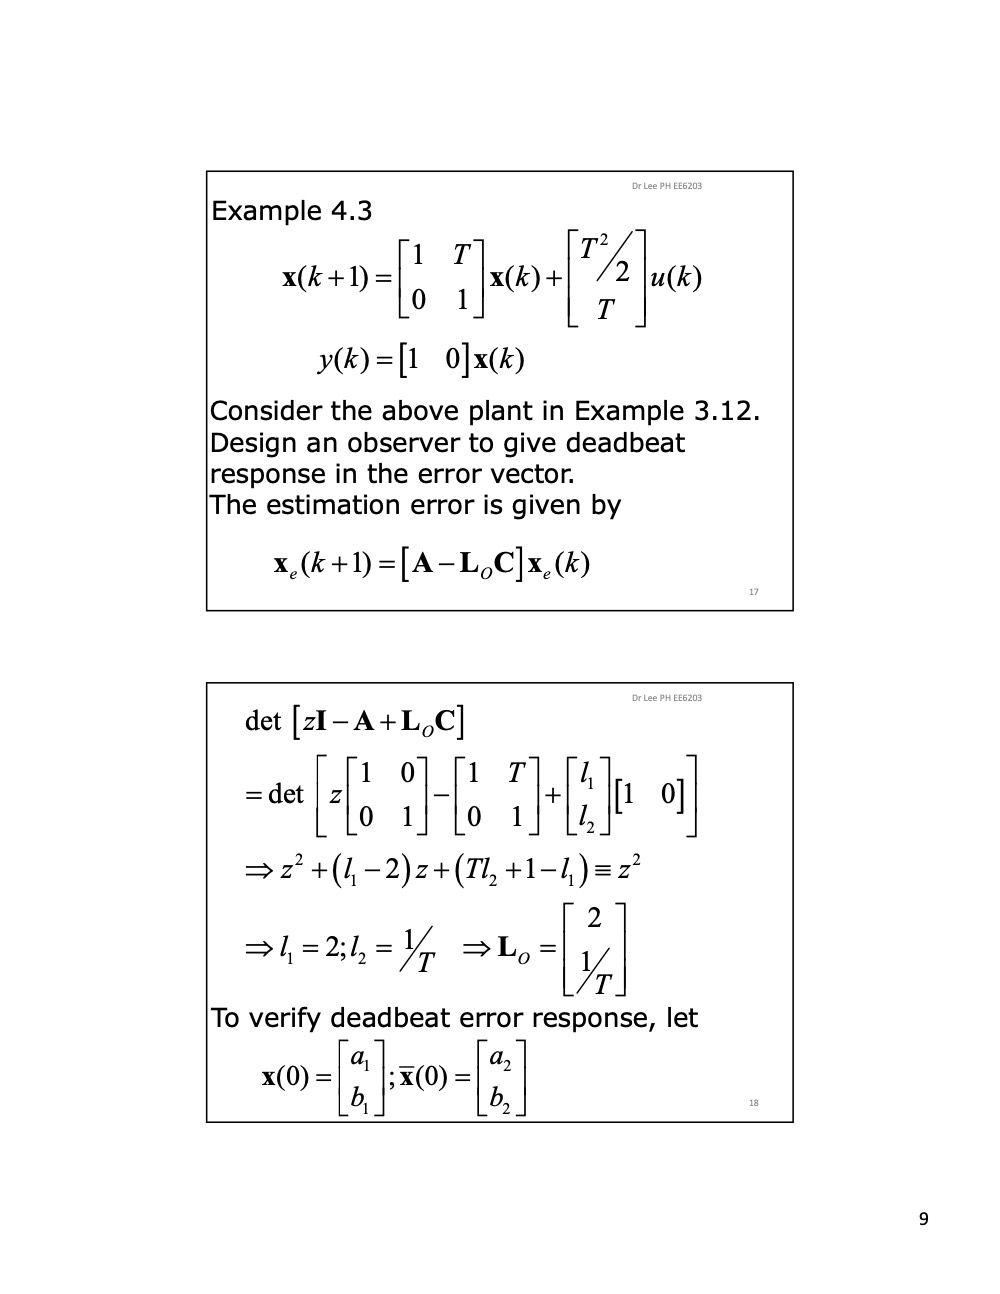 Dr Lee PH EE6203
Example 4.3
x(k+1) = [1 T; 0 1] x(k) + [T²/2; T] u(k)
y(k) = [1 0] x(k)
Consider the above plant in Example 3.12.
Design an observer to give deadbeat
response in the error vector.
The estimation error is given by
xₑ(k+1) = [A − L_O C] xₑ(k)
17
Dr Lee PH EE6203
det [zI − A + L_O C]
= det [z [1 0; 0 1] − [1 T; 0 1] + [l₁; l₂] [1 0]]
⇒ z² + (l₁ − 2) z + (Tl₂ + 1 − l₁) ≡ z²
⇒ l₁ = 2; l₂ = 1/T ⇒ L_O = [2; 1/T]
To verify deadbeat error response, let
x(0) = [a₁; b₁]; x̄(0) = [a₂; b₂]
18
9